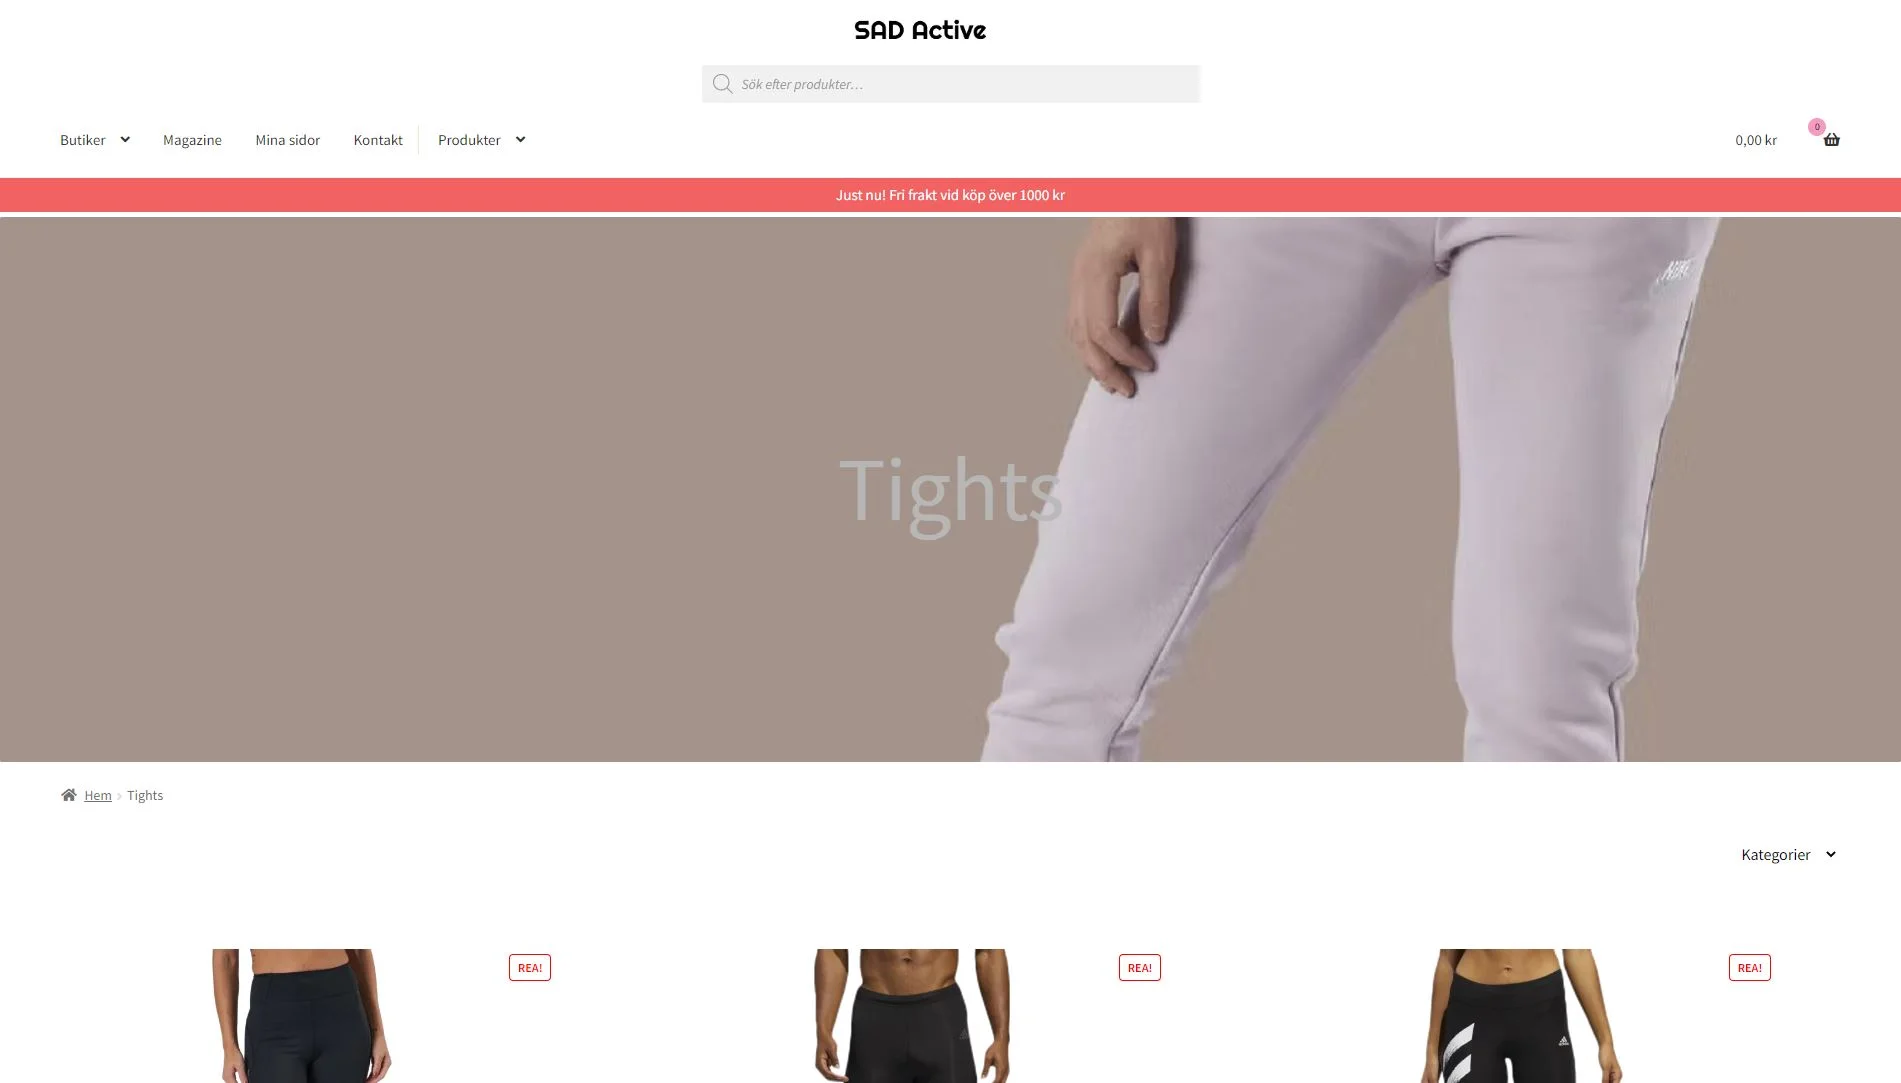 SAD Active
Sök efter produkter...
Butiker Magazine Mina sidor Kontakt Produkter 0,00 kr 0
Just nu! Fri frakt vid köp över 1000 kr
NIKE
Tights
Hem › Tights
Kategorier
REA! REA! REA!